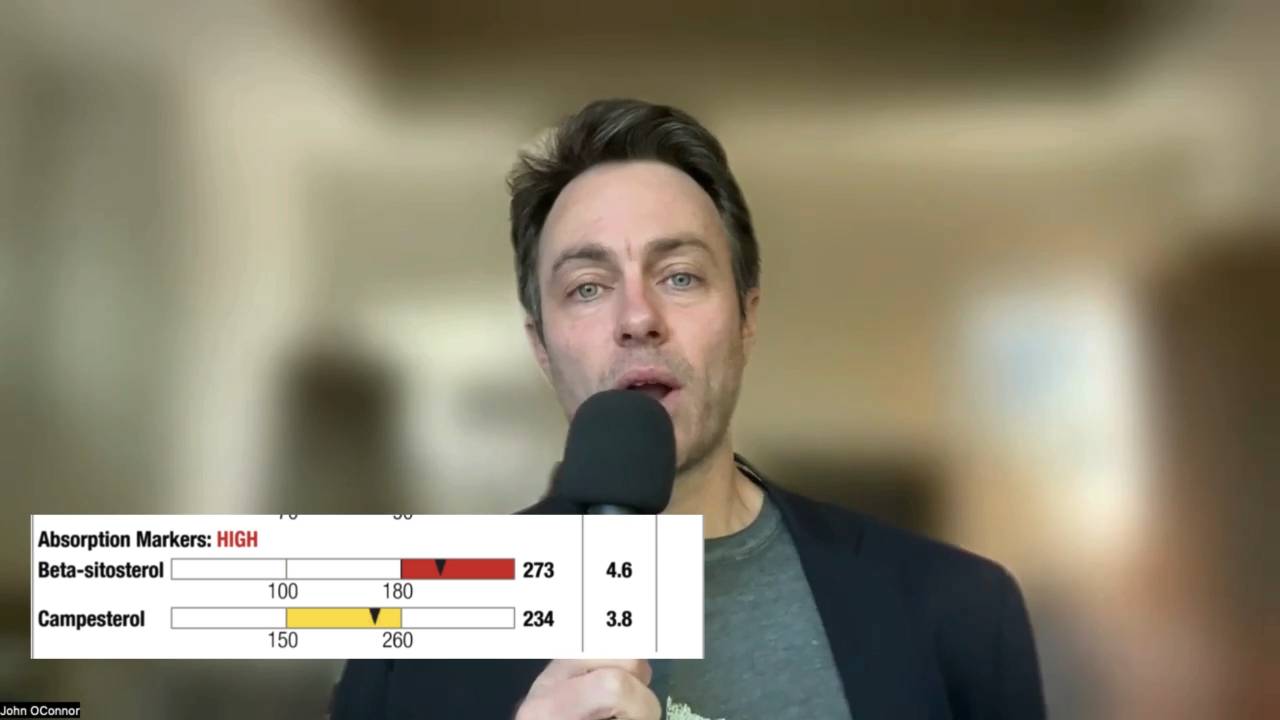 Absorption Markers: HIGH
Beta-sitosterol 273 4.6
100 180
Campesterol 234 3.8
150 260
John OConnor